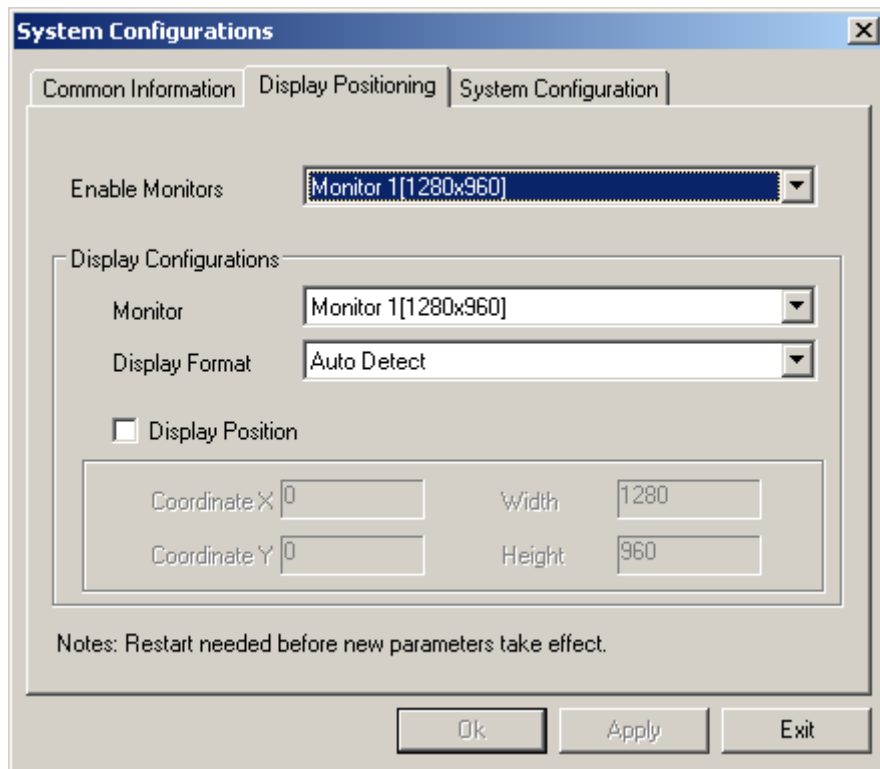 System Configurations
Common Information
Display Positioning
System Configuration
Enable Monitors
Monitor 1[1280x960]
Display Configurations
Monitor
Monitor 1[1280x960]
Display Format
Auto Detect
Display Position
Coordinate X
0
Width
1280
Coordinate Y
0
Height
960
Notes: Restart needed before new parameters take effect.
Ok
Apply
Exit